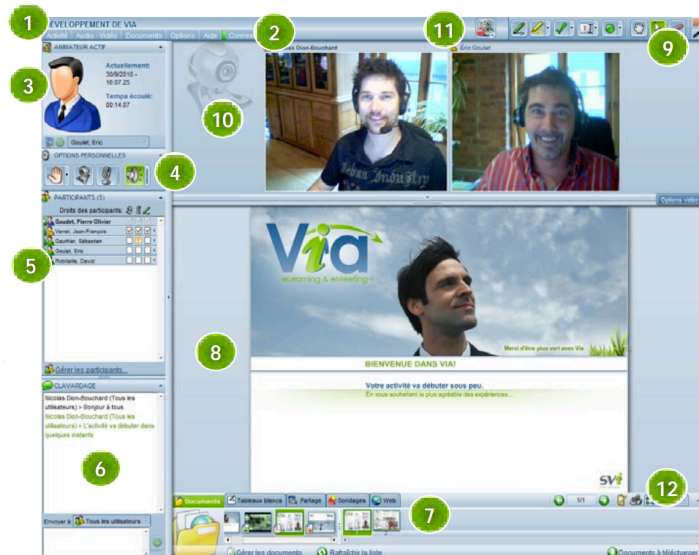 1
DÉVELOPPEMENT DE VIA
Activité Audio - Vidéo Documents Options Aide
2
11
9
ANIMATEUR ACTIF
Dion-Bouchard
Éric Goulet
3
Actuellement:
30/9/2010 -
16:07:25
Temps écoulé:
00:14:07
10
Goulet, Eric
OPTIONS PERSONNELLES
4
PARTICIPANTS (5)
Droits des participants:
Options vidéo
Gaudet, Pierre-Olivier
Verret, Jean-François
Gauthier, Sébastien
Goulet, Eric
Robitaille, David
5
Via
eLearning & eMeeting
Merci d'être plus vert avec Via
8
BIENVENUE DANS VIA!
Gérer les participants...
Votre activité va débuter sous peu.
En vous souhaitant la plus agréable des expériences...
CLAVARDAGE
Nicolas Dion-Bouchard (Tous les
utilisateurs) > Bonjour à tous
Nicolas Dion-Bouchard (Tous les
utilisateurs) > L'activité va débuter dans
quelques instants
6
SVI
12
Documents Tableaux blancs Partage Sondages Web
1/1
7
Envoyer à Tous les utilisateurs
Gérer les documents Rafraîchir la liste
Documents à télécharger